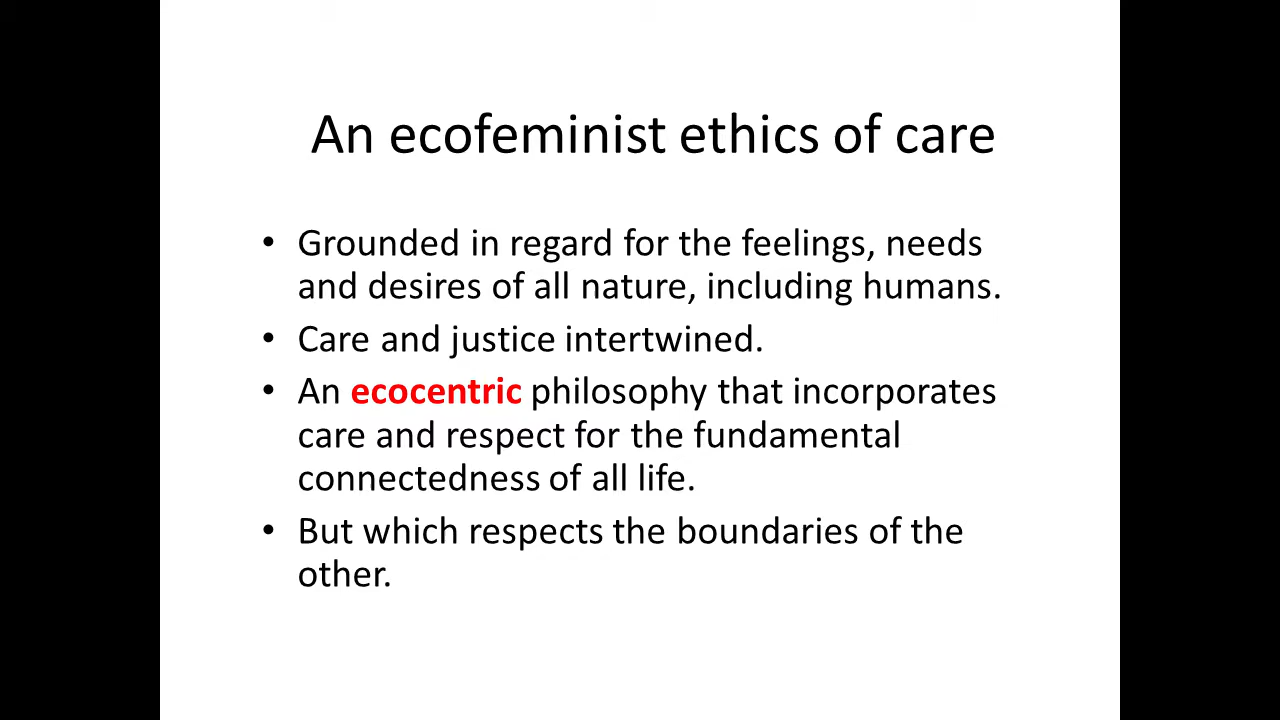 An ecofeminist ethics of care
• Grounded in regard for the feelings, needs
and desires of all nature, including humans.
• Care and justice intertwined.
• An ecocentric philosophy that incorporates
care and respect for the fundamental
connectedness of all life.
• But which respects the boundaries of the
other.